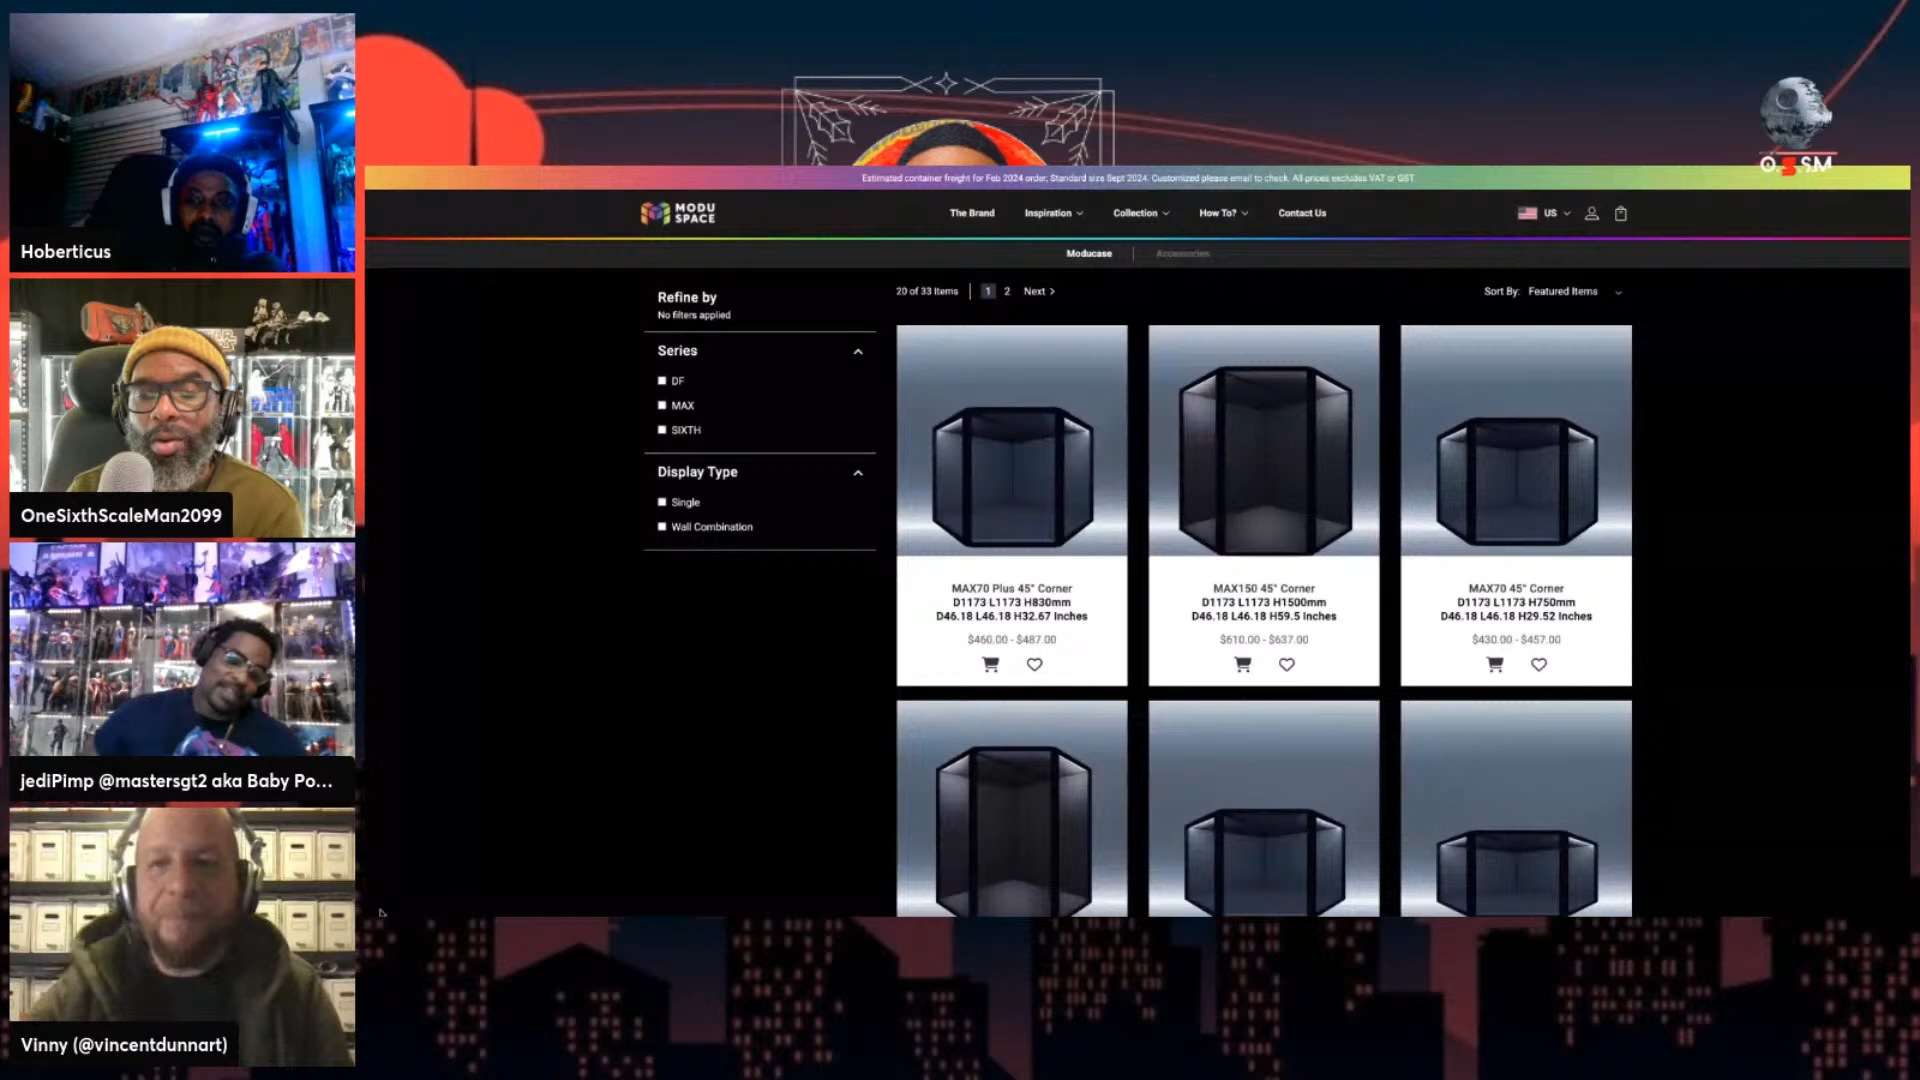 Hoberticus
OneSixthScaleMan2099
jediPimp @mastersgt2 aka Baby Po...
Vinny (@vincentdunnart)
Estimated container freight for Feb 2024 order; Standard size Sept 2024. Customized please email to check. All prices excludes VAT or GST
MODU
SPACE
The Brand
Inspiration
Collection
How To?
Contact Us
US
Moducase
Accessories
Refine by
No filters applied
Series
DF
MAX
SIXTH
Display Type
Single
Wall Combination
20 of 33 Items
1
2
Next
Sort By: Featured Items
MAX70 Plus 45° Corner
D1173 L1173 H830mm
D46.18 L46.18 H32.67 Inches
$460.00 - $487.00
MAX150 45° Corner
D1173 L1173 H1500mm
D46.18 L46.18 H59.5 Inches
$610.00 - $637.00
MAX70 45° Corner
D1173 L1173 H750mm
D46.18 L46.18 H29.52 Inches
$430.00 - $457.00